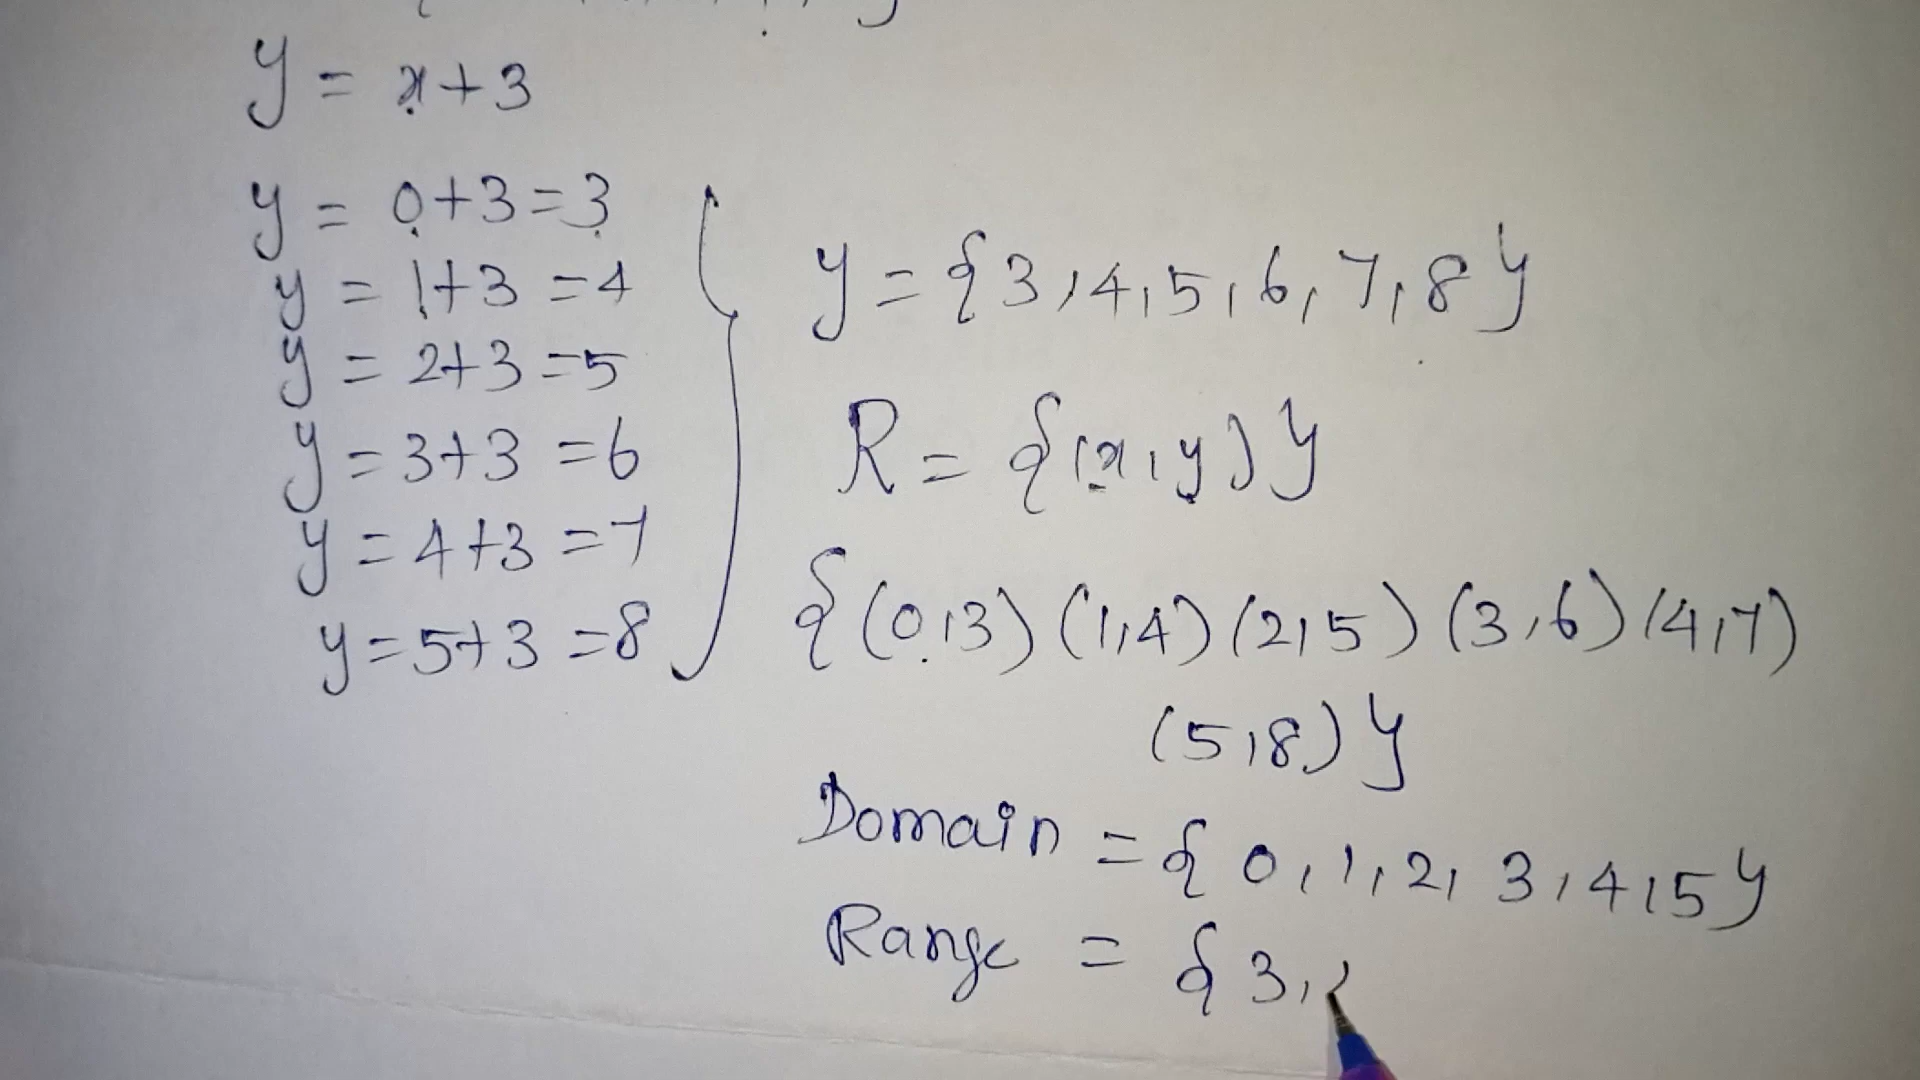 y = x+3
y = 0+3=3
y = 1+3=4
y = 2+3=5
y = 3+3=6
y = 4+3=7
y = 5+3=8
y = {3,4,5,6,7,8}
R = {(x,y)}
{(0,3) (1,4) (2,5) (3,6) (4,7)
(5,8)}
Domain = {0,1,2,3,4,5}
Range = {3,